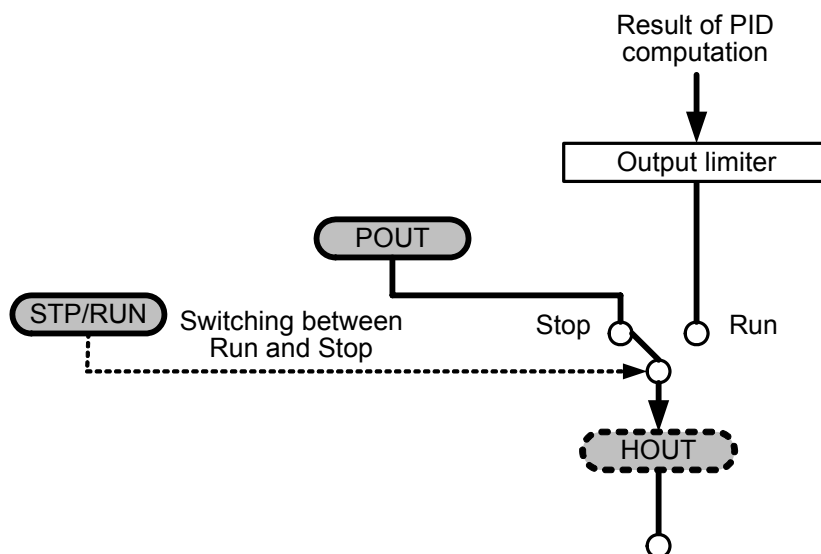 Result of PID
computation
Output limiter
POUT
STP/RUN
Switching between
Run and Stop
Stop
Run
HOUT